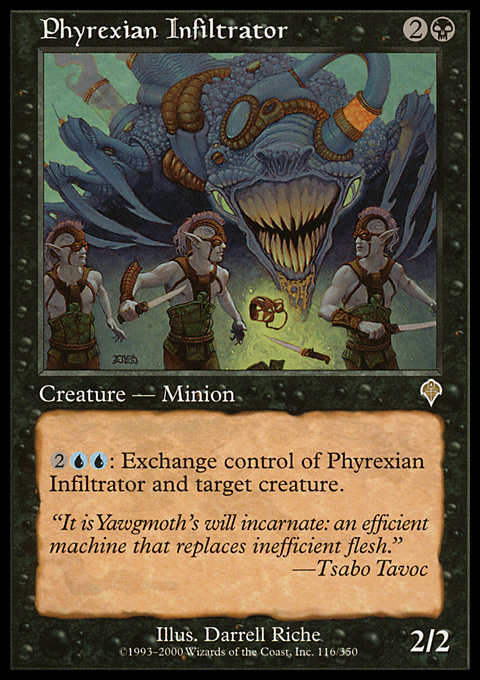 Phyrexian Infiltrator 2
Creature — Minion
2: Exchange control of Phyrexian
Infiltrator and target creature.
“It is Yawgmoth’s will incarnate: an efficient
machine that replaces inefficient flesh.”
—Tsabo Tavoc
Illus. Darrell Riche
©1993–2000 Wizards of the Coast, Inc. 116/350
2/2